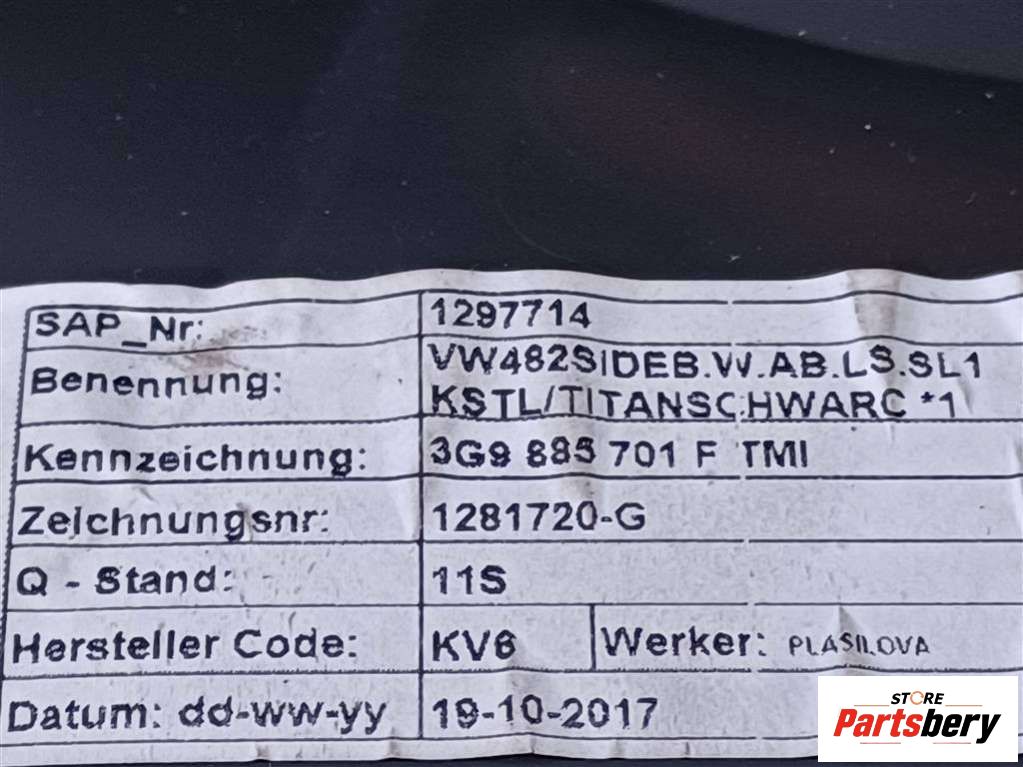 SAP_Nr: 1297714
Benennung: VW482SIDEB.W.AB.LS.SL1
KSTL/TITANSCHWARC *1
Kennzeichnung: 3G9 885 701 F TMI
Zeichnungsnr: 1281720-G
Q - Stand: 11S
Hersteller Code: KV6 Werker: PLASILOVA
Datum: dd-ww-yy 19-10-2017
STORE
Partsbery